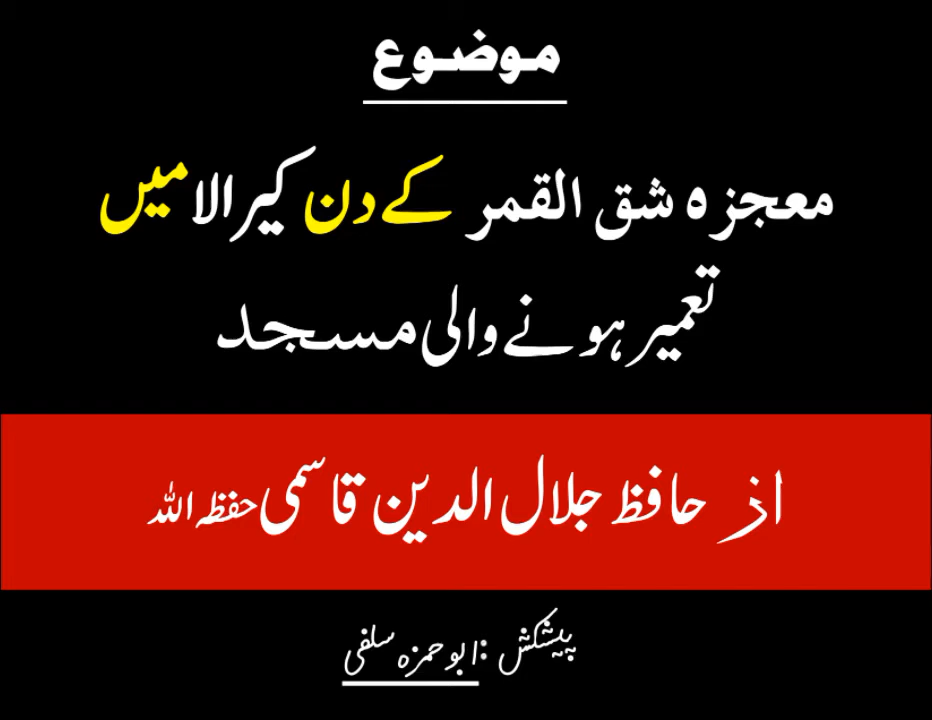 موضوع
معجزہ شق القمر کے دن کیرالا میں
تعمیر ہونے والی مسجد
از حافظ جلال الدین قاسمی حفظہ اللہ
پیشکش : ابو حمزہ سلفی